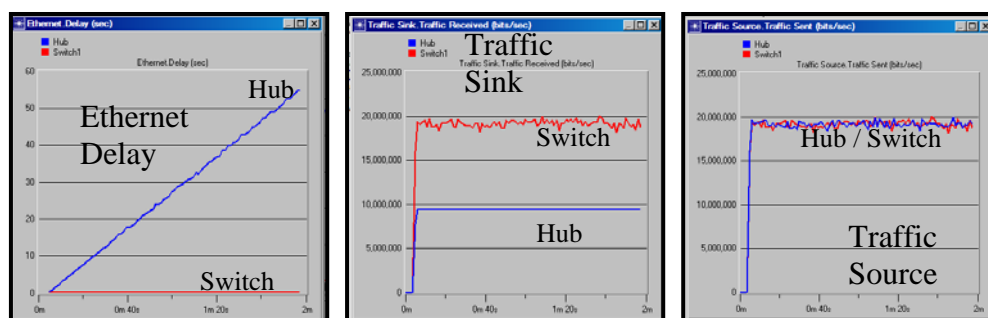 Ethernet.Delay (sec)
Hub
Switch1
Ethernet.Delay (sec)
60
50
40
30
20
10
0
Hub
Ethernet
Delay
Switch
0s
0m 40s
1m 20s
2m
Traffic Sink.Traffic Received (bits/sec)
Hub
Switch1
Traffic
Sink
Traffic Sink.Traffic Received (bits/sec)
25,000,000
20,000,000
15,000,000
10,000,000
5,000,000
0
Switch
Hub
0s
0m 40s
1m 20s
2m
Traffic Source.Traffic Sent (bits/sec)
Hub
Switch1
Traffic Source.Traffic Sent (bits/sec)
25,000,000
20,000,000
15,000,000
10,000,000
5,000,000
0
Hub / Switch
Traffic
Source
0s
0m 40s
1m 20s
2m